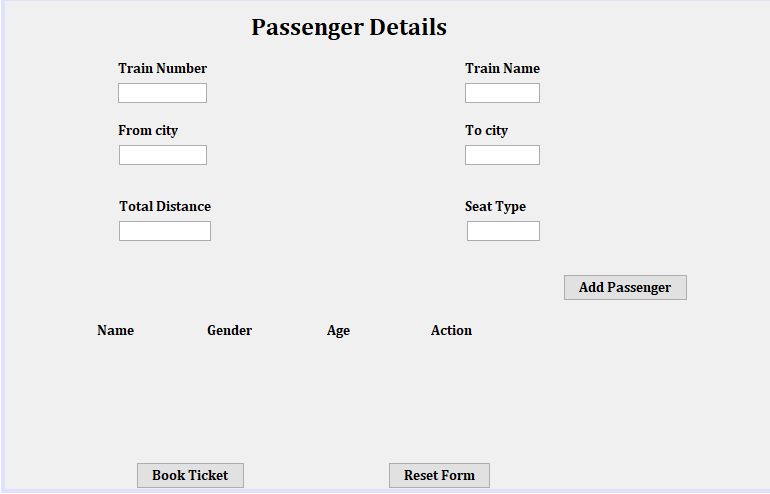 Passenger Details
Train Number Train Name
From city To city
Total Distance Seat Type
Add Passenger
Name Gender Age Action
Book Ticket Reset Form